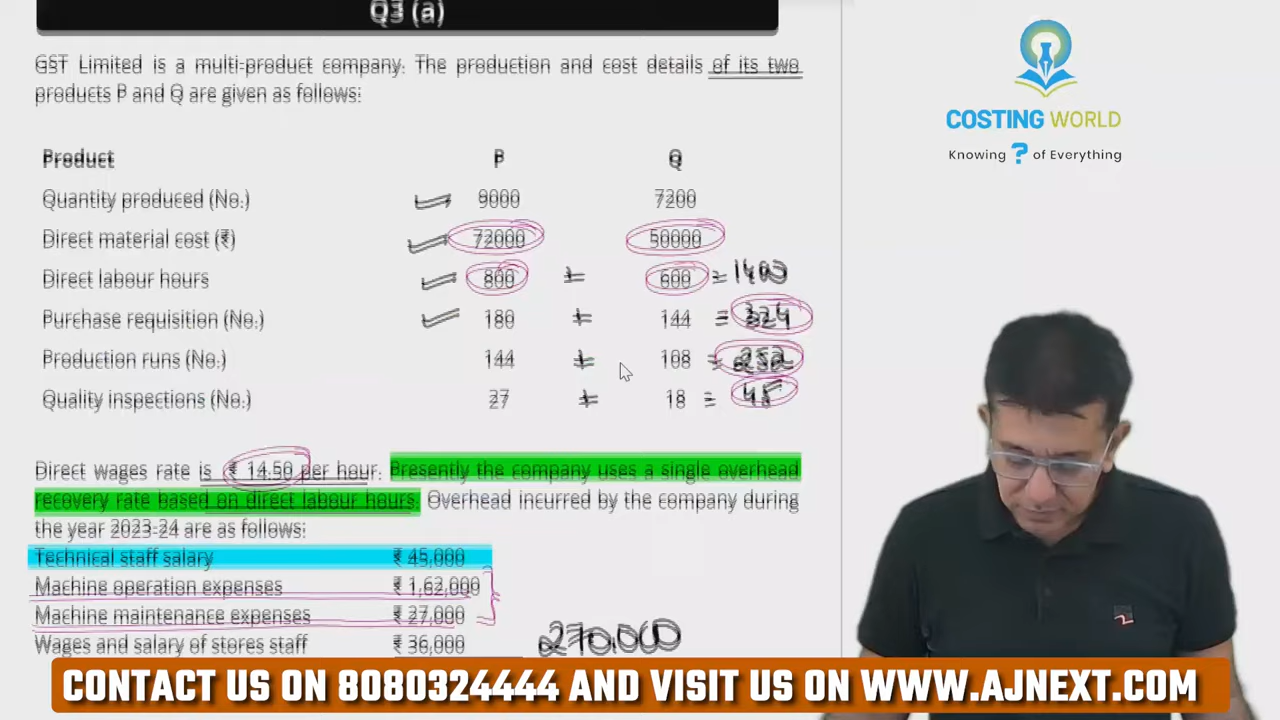 Q3 (a)
GST Limited is a multi-product company. The production and cost details of its two
products P and Q are given as follows:
Product P Q
Quantity produced (No.) 9000 7200
Direct material cost (₹) 72000 50000
Direct labour hours 800 + 600 = 1400
Purchase requisition (No.) 180 + 144 = 324
Production runs (No.) 144 + 108 = 252
Quality inspections (No.) 27 + 18 = 45
Direct wages rate is ₹ 14.50 per hour. Presently the company uses a single overhead
recovery rate based on direct labour hours. Overhead incurred by the company during
the year 2023-24 are as follows:
Technical staff salary ₹ 45,000
Machine operation expenses ₹ 1,62,000
Machine maintenance expenses ₹ 27,000
Wages and salary of stores staff ₹ 36,000
270,000
COSTING WORLD
Knowing ? of Everything
CONTACT US ON 8080324444 AND VISIT US ON WWW.AJNEXT.COM